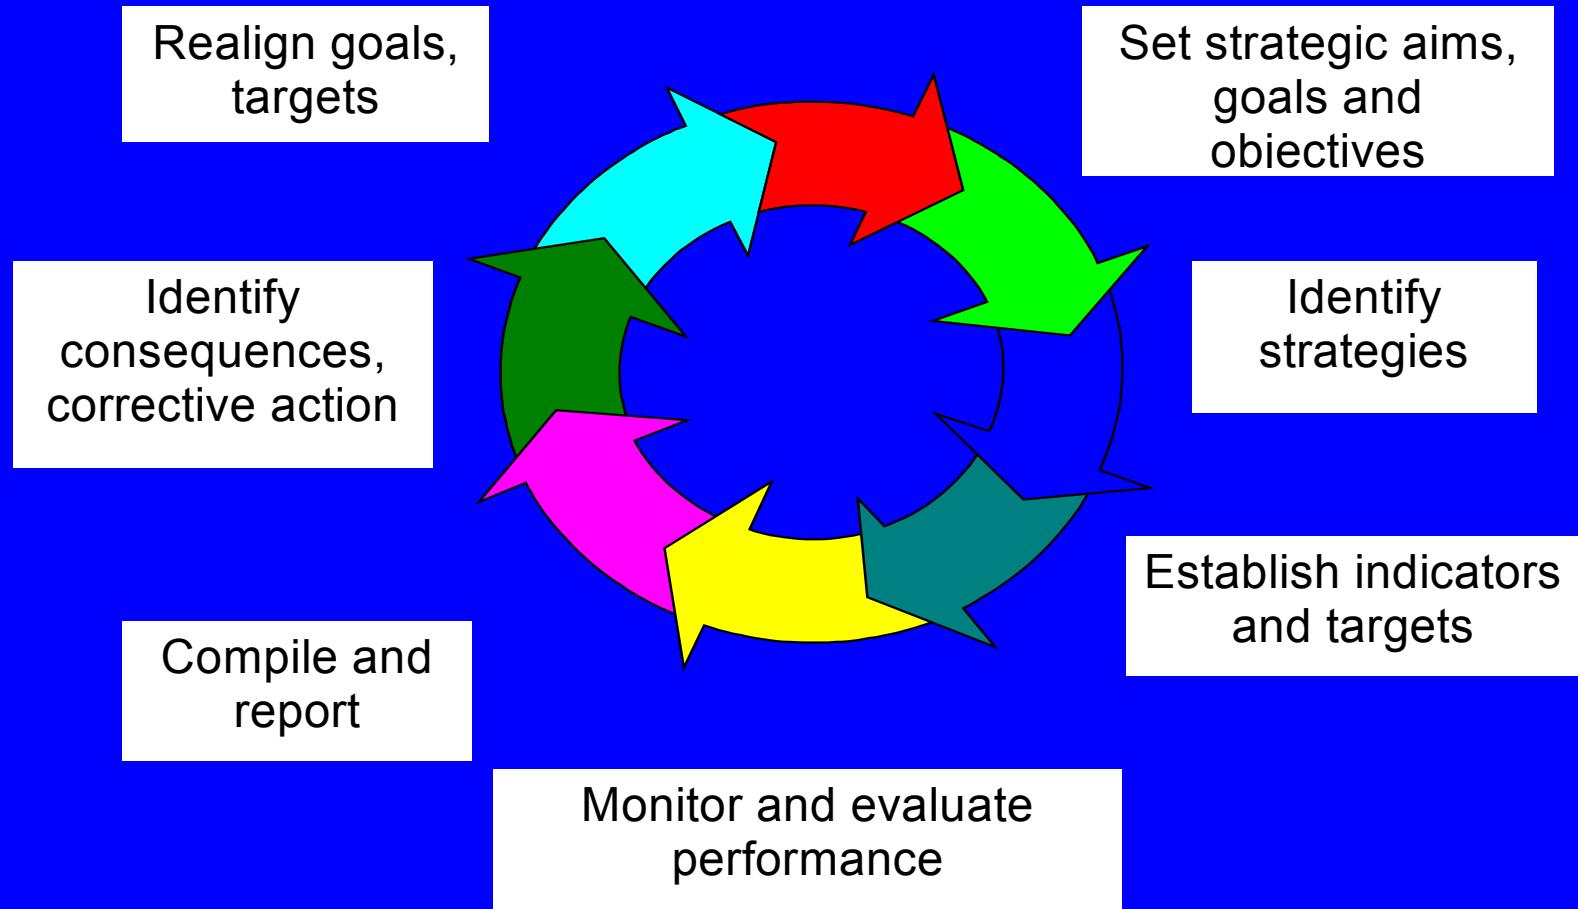 Realign goals,
targets
Set strategic aims,
goals and
objectives
Identify
consequences,
corrective action
Identify
strategies
Establish indicators
and targets
Compile and
report
Monitor and evaluate
performance